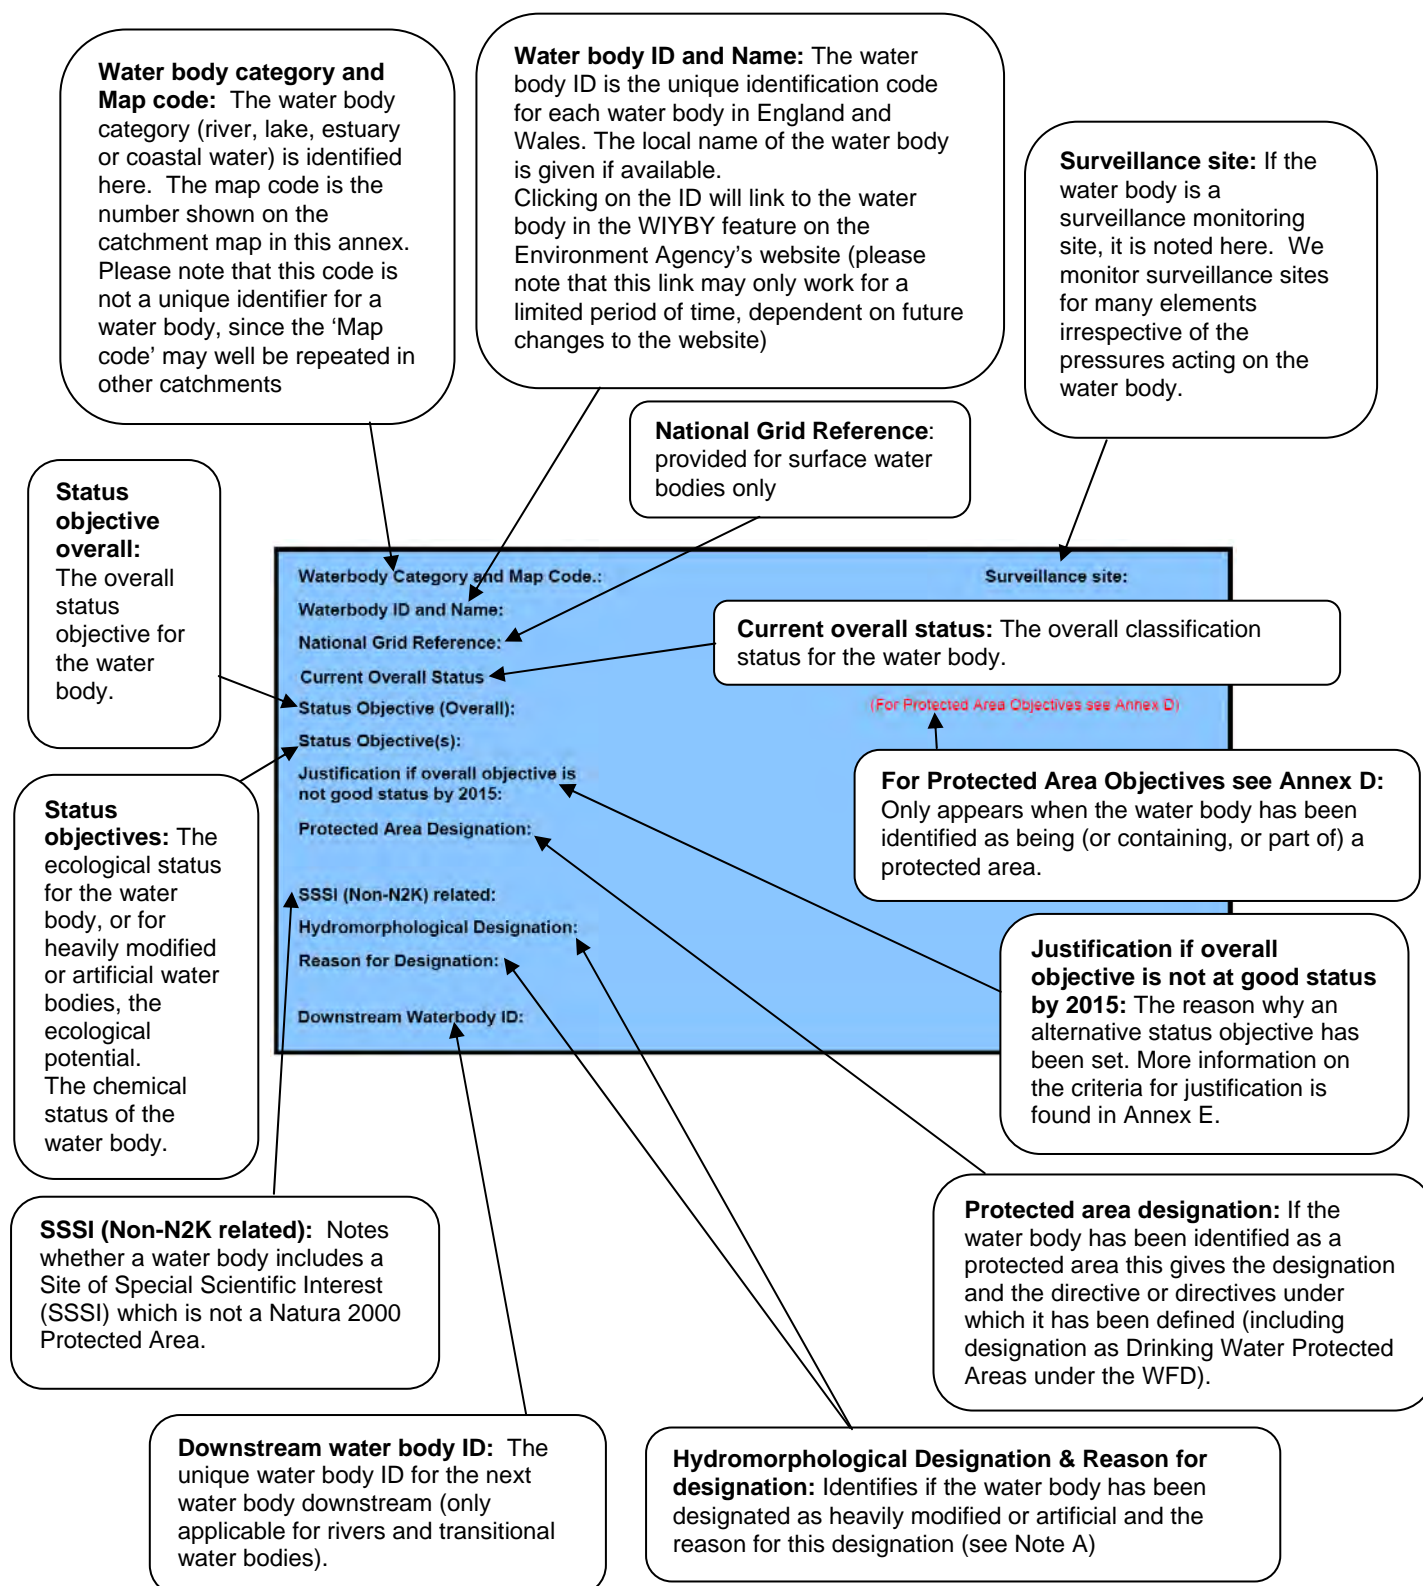 Water body category and
Map code: The water body
category (river, lake, estuary
or coastal water) is identified
here. The map code is the
number shown on the
catchment map in this annex.
Please note that this code is
not a unique identifier for a
water body, since the ‘Map
code’ may well be repeated in
other catchments
Water body ID and Name: The water
body ID is the unique identification code
for each water body in England and
Wales. The local name of the water body
is given if available.
Clicking on the ID will link to the water
body in the WIYBY feature on the
Environment Agency’s website (please
note that this link may only work for a
limited period of time, dependent on future
changes to the website)
Surveillance site: If the
water body is a
surveillance monitoring
site, it is noted here. We
monitor surveillance sites
for many elements
irrespective of the
pressures acting on the
water body.
National Grid Reference:
provided for surface water
bodies only
Status
objective
overall:
The overall
status
objective for
the water
body.
Waterbody Category and Map Code.:
Surveillance site:
Waterbody ID and Name:
National Grid Reference:
Current overall status: The overall classification
status for the water body.
Current Overall Status
Status Objective (Overall):
(For Protected Area Objectives see Annex D)
Status Objective(s):
Justification if overall objective is
not good status by 2015:
Protected Area Designation:
SSSI (Non-N2K) related:
Hydromorphological Designation:
Reason for Designation:
Downstream Waterbody ID:
For Protected Area Objectives see Annex D:
Only appears when the water body has been
identified as being (or containing, or part of) a
protected area.
Status
objectives: The
ecological status
for the water
body, or for
heavily modified
or artificial water
bodies, the
ecological
potential.
The chemical
status of the
water body.
Justification if overall
objective is not at good status
by 2015: The reason why an
alternative status objective has
been set. More information on
the criteria for justification is
found in Annex E.
SSSI (Non-N2K related): Notes
whether a water body includes a
Site of Special Scientific Interest
(SSSI) which is not a Natura 2000
Protected Area.
Protected area designation: If the
water body has been identified as a
protected area this gives the designation
and the directive or directives under
which it has been defined (including
designation as Drinking Water Protected
Areas under the WFD).
Downstream water body ID: The
unique water body ID for the next
water body downstream (only
applicable for rivers and transitional
water bodies).
Hydromorphological Designation & Reason for
designation: Identifies if the water body has been
designated as heavily modified or artificial and the
reason for this designation (see Note A)